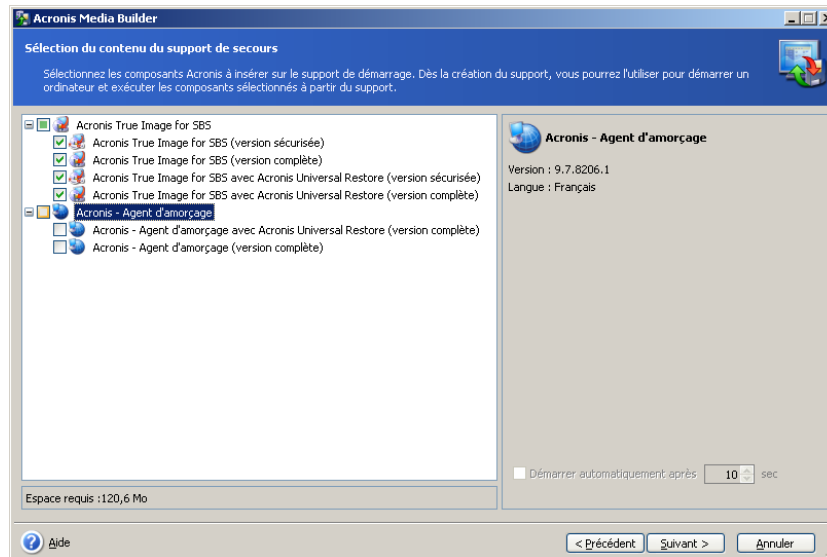 Acronis Media Builder
Sélection du contenu du support de secours
Sélectionnez les composants Acronis à insérer sur le support de démarrage. Dès la création du support, vous pourrez l'utiliser pour démarrer un
ordinateur et exécuter les composants sélectionnés à partir du support.
Acronis True Image for SBS
Acronis True Image for SBS (version sécurisée)
Acronis True Image for SBS (version complète)
Acronis True Image for SBS avec Acronis Universal Restore (version sécurisée)
Acronis True Image for SBS avec Acronis Universal Restore (version complète)
Acronis - Agent d'amorçage
Acronis - Agent d'amorçage avec Acronis Universal Restore (version complète)
Acronis - Agent d'amorçage (version complète)
Espace requis :120,6 Mo
Acronis - Agent d'amorçage
Version : 9.7.8206.1
Langue : Français
Démarrer automatiquement après 10 sec
Aide
< Précédent Suivant > Annuler